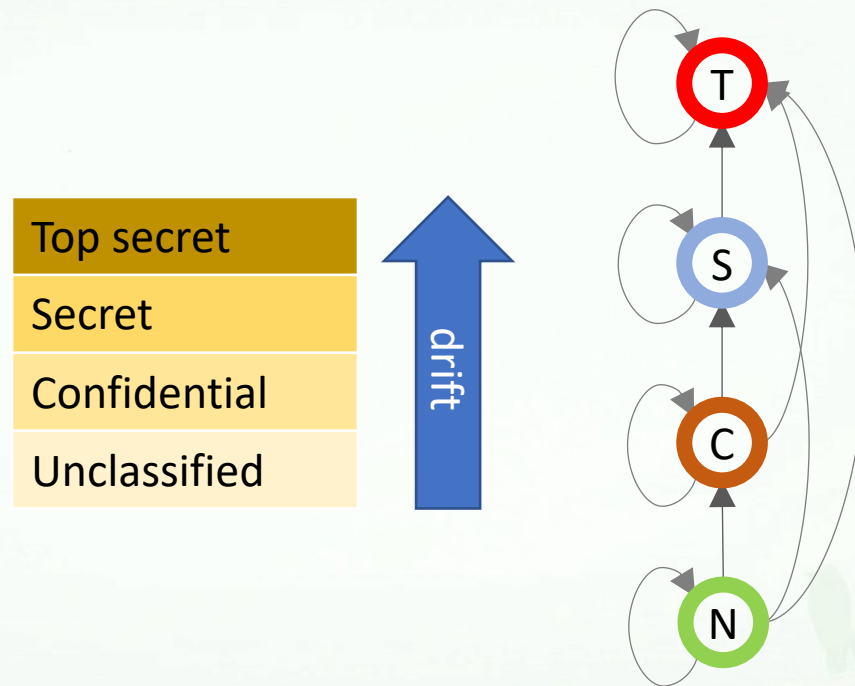 Top secret
Secret
Confidential
Unclassified
drift
T
S
C
N